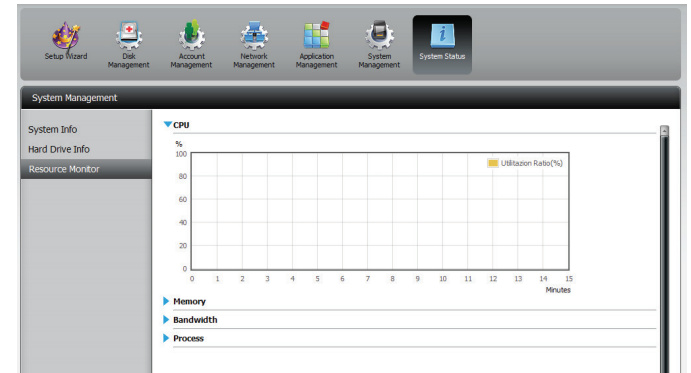 Setup Wizard
Disk Management
Account Management
Network Management
Application Management
System Management
System Status
System Management
System Info
Hard Drive Info
Resource Monitor
CPU
%
100
80
60
40
20
0
Utilitazion Ratio(%)
0 1 2 3 4 5 6 7 8 9 10 11 12 13 14 15
Minutes
Memory
Bandwidth
Process